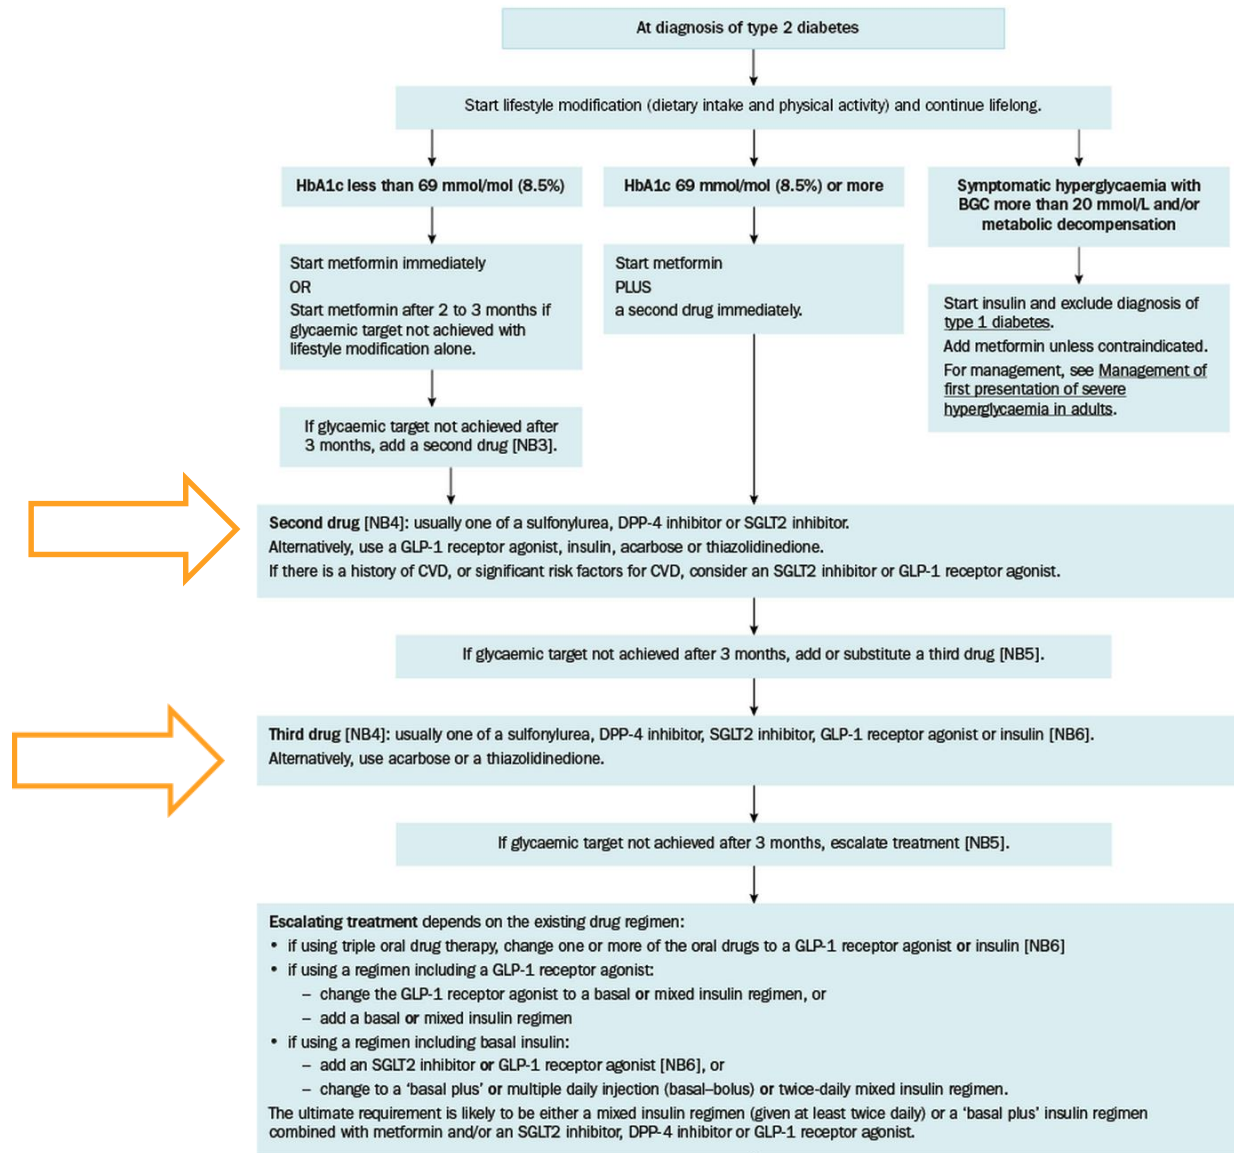 At diagnosis of type 2 diabetes
Start lifestyle modification (dietary intake and physical activity) and continue lifelong.
HbA1c less than 69 mmol/mol (8.5%)
Start metformin immediately
OR
Start metformin after 2 to 3 months if
glycaemic target not achieved with
lifestyle modification alone.
If glycaemic target not achieved after
3 months, add a second drug [NB3].
HbA1c 69 mmol/mol (8.5%) or more
Start metformin
PLUS
a second drug immediately.
Symptomatic hyperglycaemia with
BGC more than 20 mmol/L and/or
metabolic decompensation
Start insulin and exclude diagnosis of
type 1 diabetes.
Add metformin unless contraindicated.
For management, see Management of
first presentation of severe
hyperglycaemia in adults.
Second drug [NB4]: usually one of a sulfonylurea, DPP-4 inhibitor or SGLT2 inhibitor.
Alternatively, use a GLP-1 receptor agonist, insulin, acarbose or thiazolidinedione.
If there is a history of CVD, or significant risk factors for CVD, consider an SGLT2 inhibitor or GLP-1 receptor agonist.
If glycaemic target not achieved after 3 months, add or substitute a third drug [NB5].
Third drug [NB4]: usually one of a sulfonylurea, DPP-4 inhibitor, SGLT2 inhibitor, GLP-1 receptor agonist or insulin [NB6].
Alternatively, use acarbose or a thiazolidinedione.
If glycaemic target not achieved after 3 months, escalate treatment [NB5].
Escalating treatment depends on the existing drug regimen:
• if using triple oral drug therapy, change one or more of the oral drugs to a GLP-1 receptor agonist or insulin [NB6]
• if using a regimen including a GLP-1 receptor agonist:
– change the GLP-1 receptor agonist to a basal or mixed insulin regimen, or
– add a basal or mixed insulin regimen
• if using a regimen including basal insulin:
– add an SGLT2 inhibitor or GLP-1 receptor agonist [NB6], or
– change to a ‘basal plus’ or multiple daily injection (basal–bolus) or twice-daily mixed insulin regimen.
The ultimate requirement is likely to be either a mixed insulin regimen (given at least twice daily) or a ‘basal plus’ insulin regimen
combined with metformin and/or an SGLT2 inhibitor, DPP-4 inhibitor or GLP-1 receptor agonist.